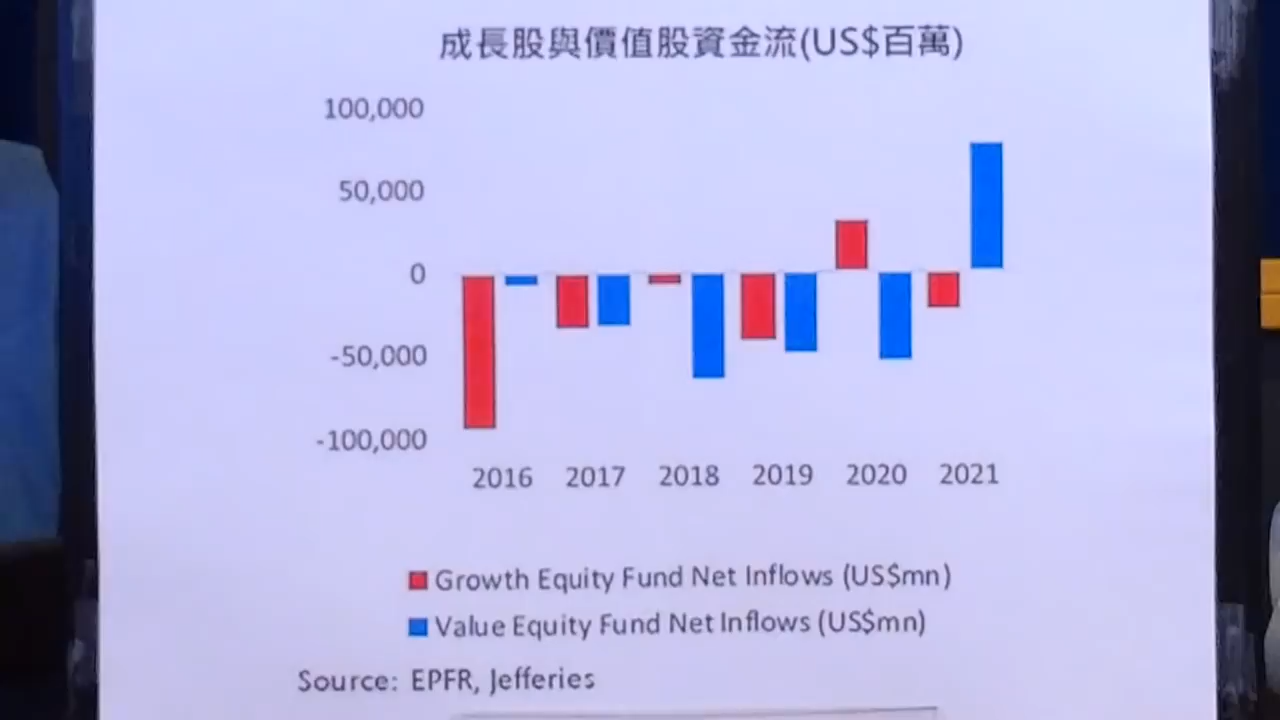 成長股與價值股資金流(US$百萬)
100,000
50,000
0
-50,000
-100,000
2016 2017 2018 2019 2020 2021
Growth Equity Fund Net Inflows (US$mn)
Value Equity Fund Net Inflows (US$mn)
Source: EPFR, Jefferies